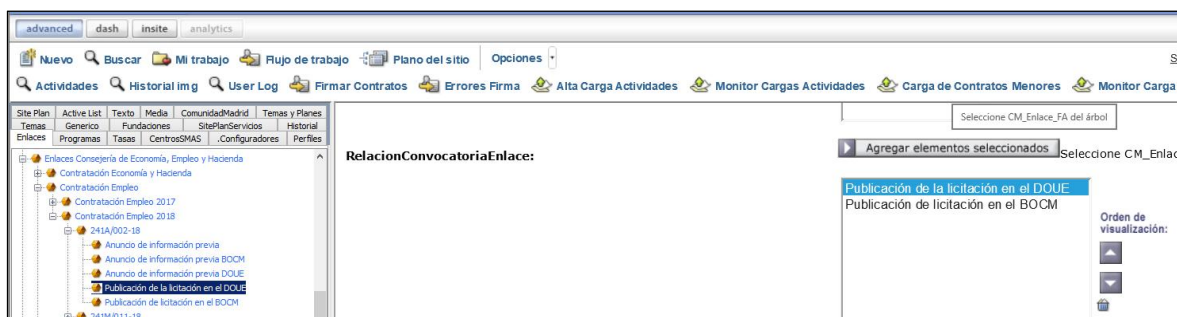 advanced dash insite analytics
Nuevo Buscar Mi trabajo Flujo de trabajo Plano del sitio Opciones
S
Actividades Historial img User Log Firmar Contratos Errores Firma Alta Carga Actividades Monitor Cargas Actividades Carga de Contratos Menores Monitor Carga
Site Plan Active List Texto Media ComunidadMadrid Temas y Planes
Temas Generico Fundaciones SitePlanServicios Historial
Enlaces Programas Tasas CentrosSMAS .Configuradores Perfiles
Enlaces Consejería de Economía, Empleo y Hacienda
Contratación Economía y Hacienda
Contratación Empleo
Contratación Empleo 2017
Contratación Empleo 2018
241A/002-18
Anuncio de información previa
Anuncio de información previa BOCM
Anuncio de información previa DOUE
Publicación de la licitación en el DOUE
Publicación de licitación en el BOCM
241M/011-18
RelacionConvocatoriaEnlace:
Seleccione CM_Enlace_FA del árbol
Agregar elementos seleccionados Seleccione CM_Enlac
Publicación de la licitación en el DOUE
Publicación de licitación en el BOCM
Orden de
visualización: